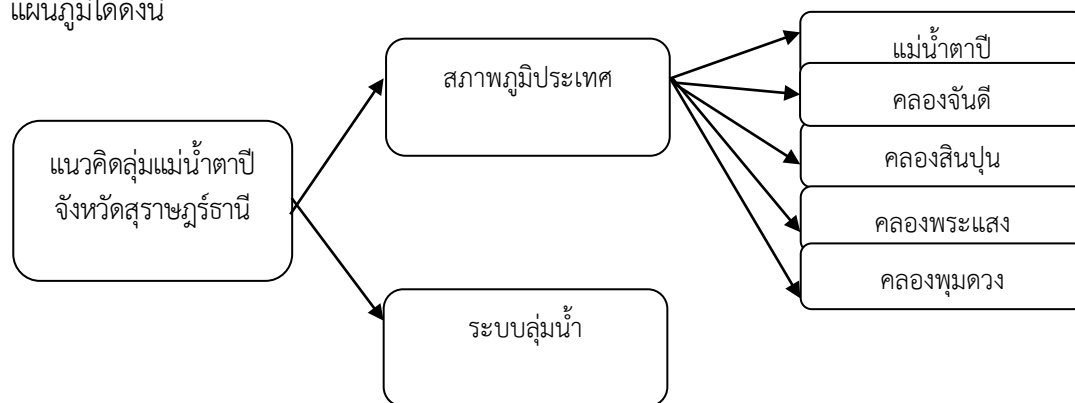 แผนภูมิได้ดังนี้
แนวคิดลุ่มแม่น้ำตาปี
จังหวัดสุราษฎร์ธานี
สภาพภูมิประเทศ
ระบบลุ่มน้ำ
แม่น้ำตาปี
คลองจันดี
คลองสินปุน
คลองพระแสง
คลองพุมดวง